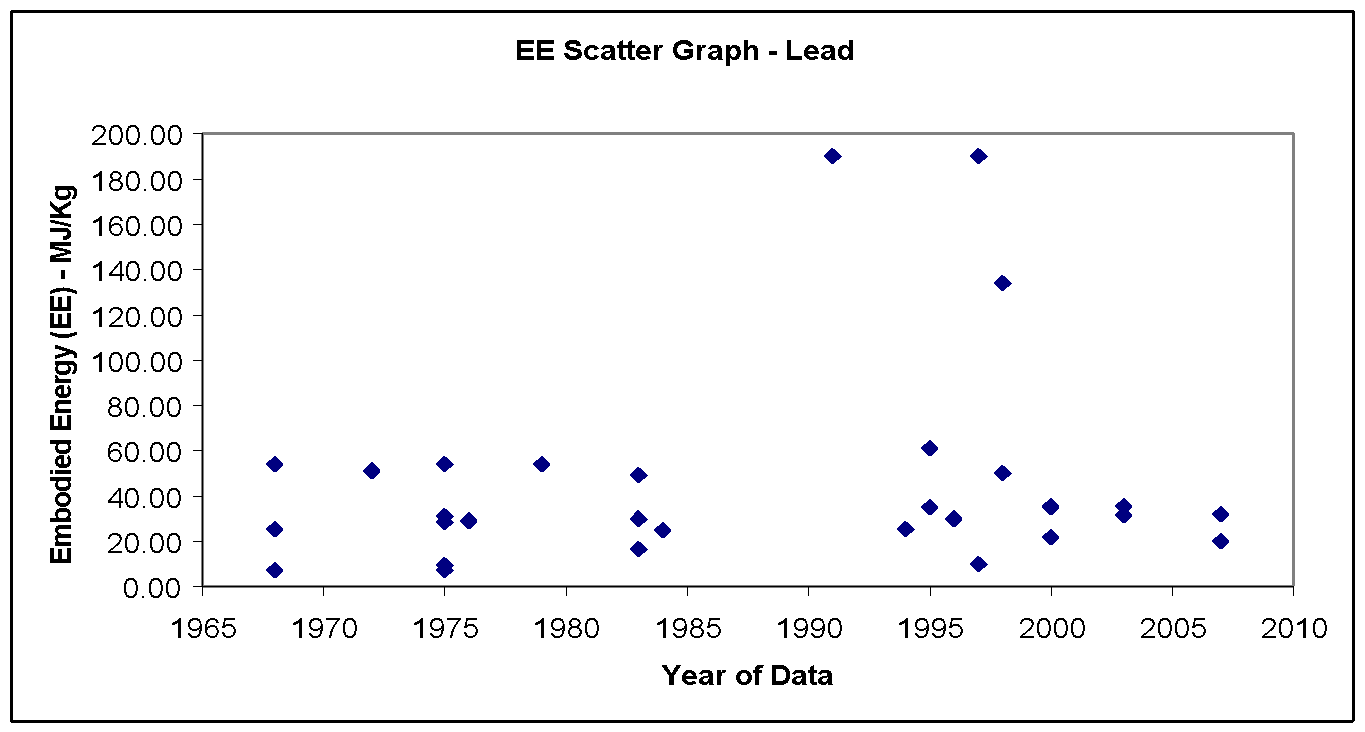 EE Scatter Graph - Lead
200.00
180.00
160.00
140.00
120.00
100.00
80.00
60.00
40.00
20.00
0.00
Embodied Energy (EE) - MJ/Kg
1965 1970 1975 1980 1985 1990 1995 2000 2005 2010
Year of Data